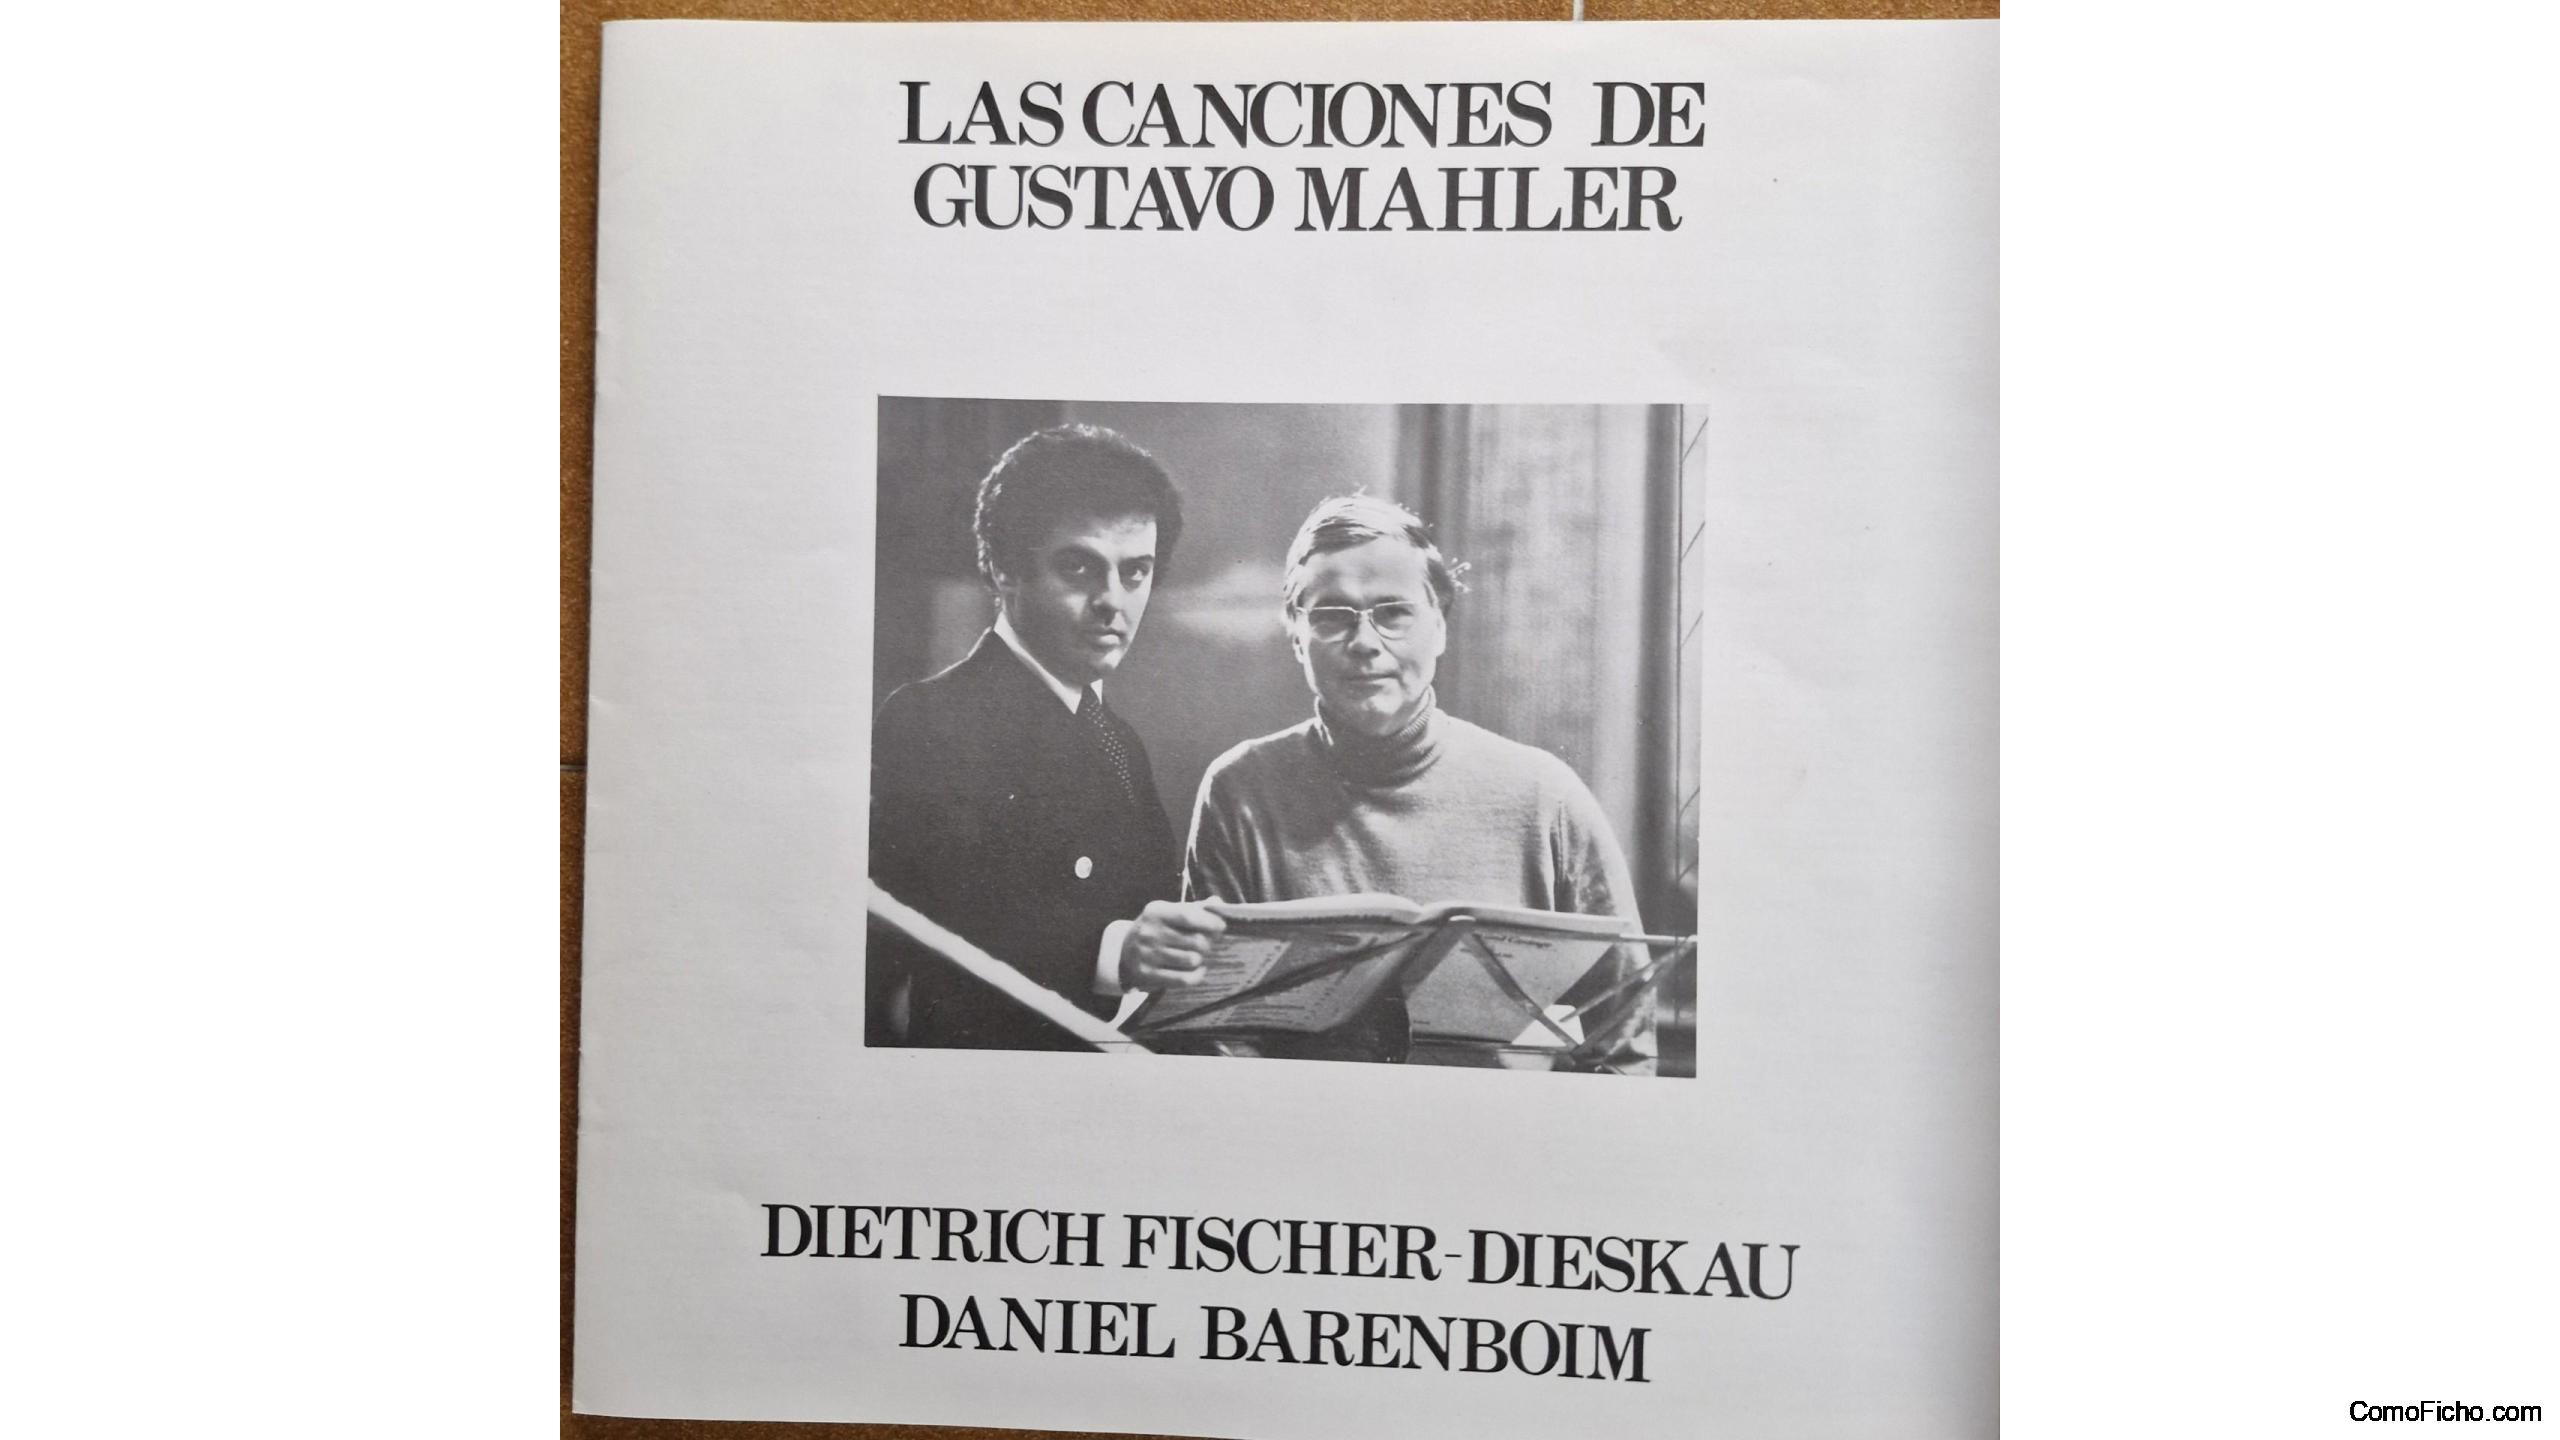 LAS CANCIONES DE
GUSTAVO MAHLER
DIETRICH FISCHER-DIESKAU
DANIEL BARENBOIM
ComoFicho.com